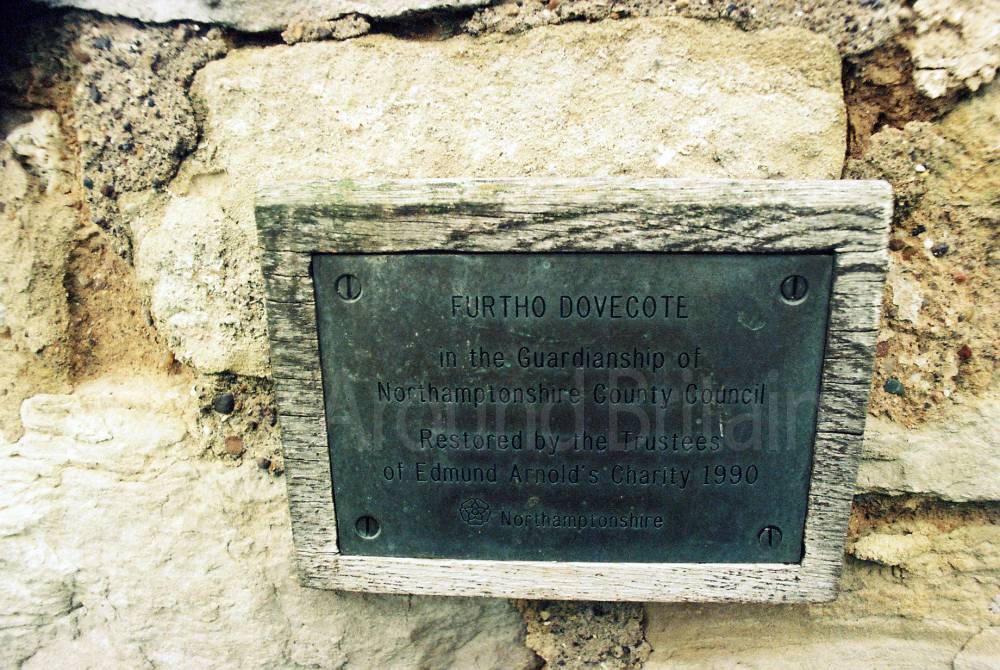 FURTHO DOVECOTE
in the Guardianship of
Northamptonshire County Council
Around Britain
Restored by the Trustees
of Edmund Arnold's Charity 1990
Northamptonshire